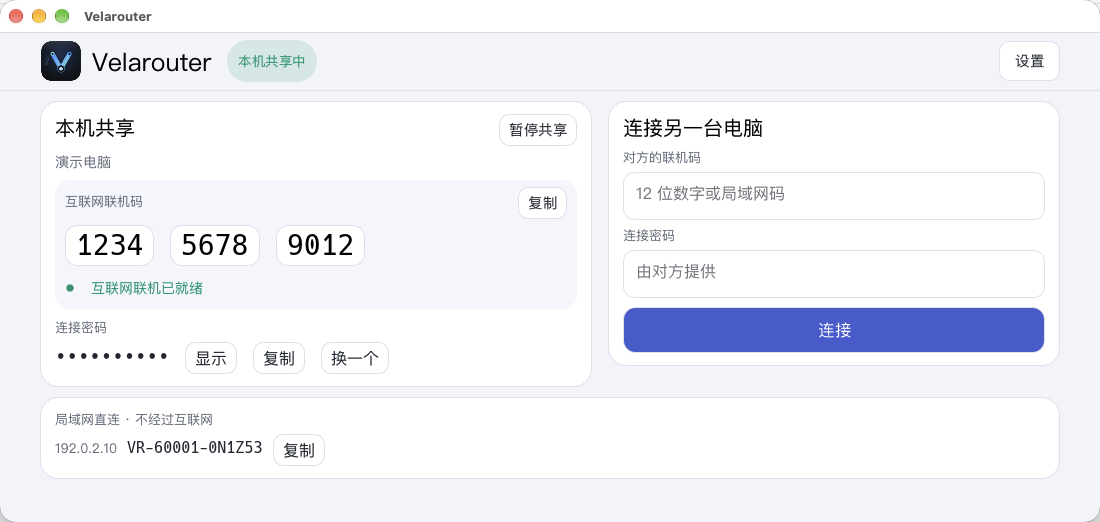 Velarouter
Velarouter 本机共享中 设置
本机共享 暂停共享
演示电脑
互联网联机码 复制
1234 5678 9012
互联网联机已就绪
连接密码
•••••••••• 显示 复制 换一个
连接另一台电脑
对方的联机码
12 位数字或局域网码
连接密码
由对方提供
连接
局域网直连 · 不经过互联网
192.0.2.10 VR-60001-0N1Z53 复制